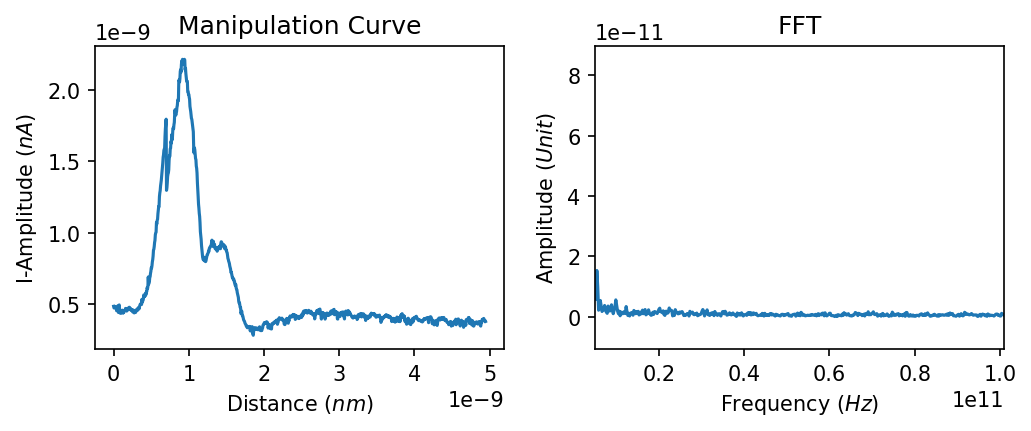 Manipulation Curve
1e−9
I-Amplitude (nA)
2.0
1.5
1.0
0.5
0 1 2 3 4 5
1e−9
Distance (nm)
FFT
1e−11
Amplitude (Unit)
8
6
4
2
0
0.2 0.4 0.6 0.8 1.0
1e11
Frequency (Hz)